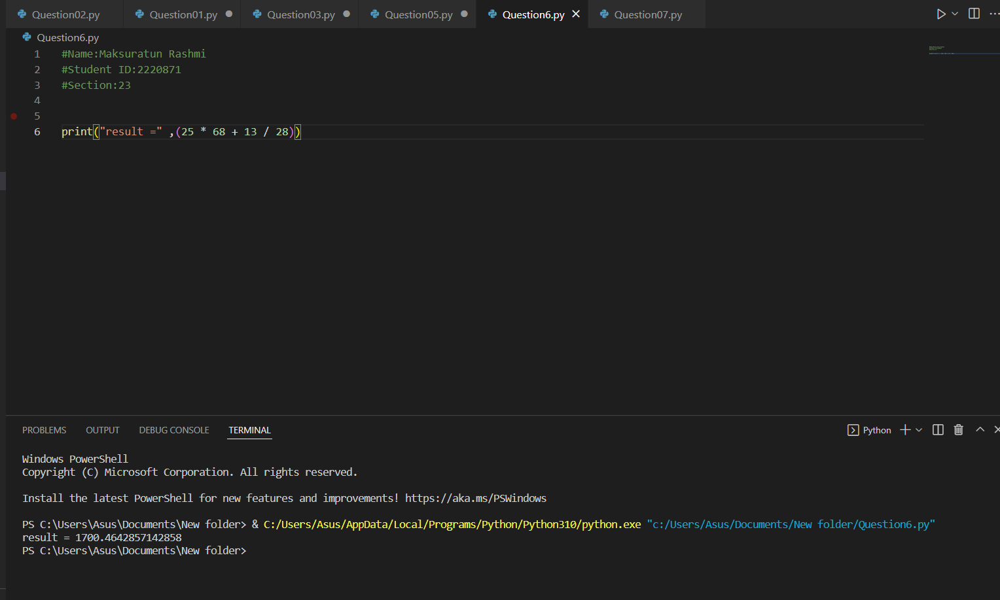 Question02.py Question01.py Question03.py Question05.py Question6.py Question07.py
Question6.py
1 #Name:Maksuratun Rashmi
2 #Student ID:2220871
3 #Section:23
4
5
6 print("result =" ,(25 * 68 + 13 / 28))
PROBLEMS OUTPUT DEBUG CONSOLE TERMINAL Python
Windows PowerShell
Copyright (C) Microsoft Corporation. All rights reserved.
Install the latest PowerShell for new features and improvements! https://aka.ms/PSWindows
PS C:\Users\Asus\Documents\New folder> & C:/Users/Asus/AppData/Local/Programs/Python/Python310/python.exe "c:/Users/Asus/Documents/New folder/Question6.py"
result = 1700.4642857142858
PS C:\Users\Asus\Documents\New folder>